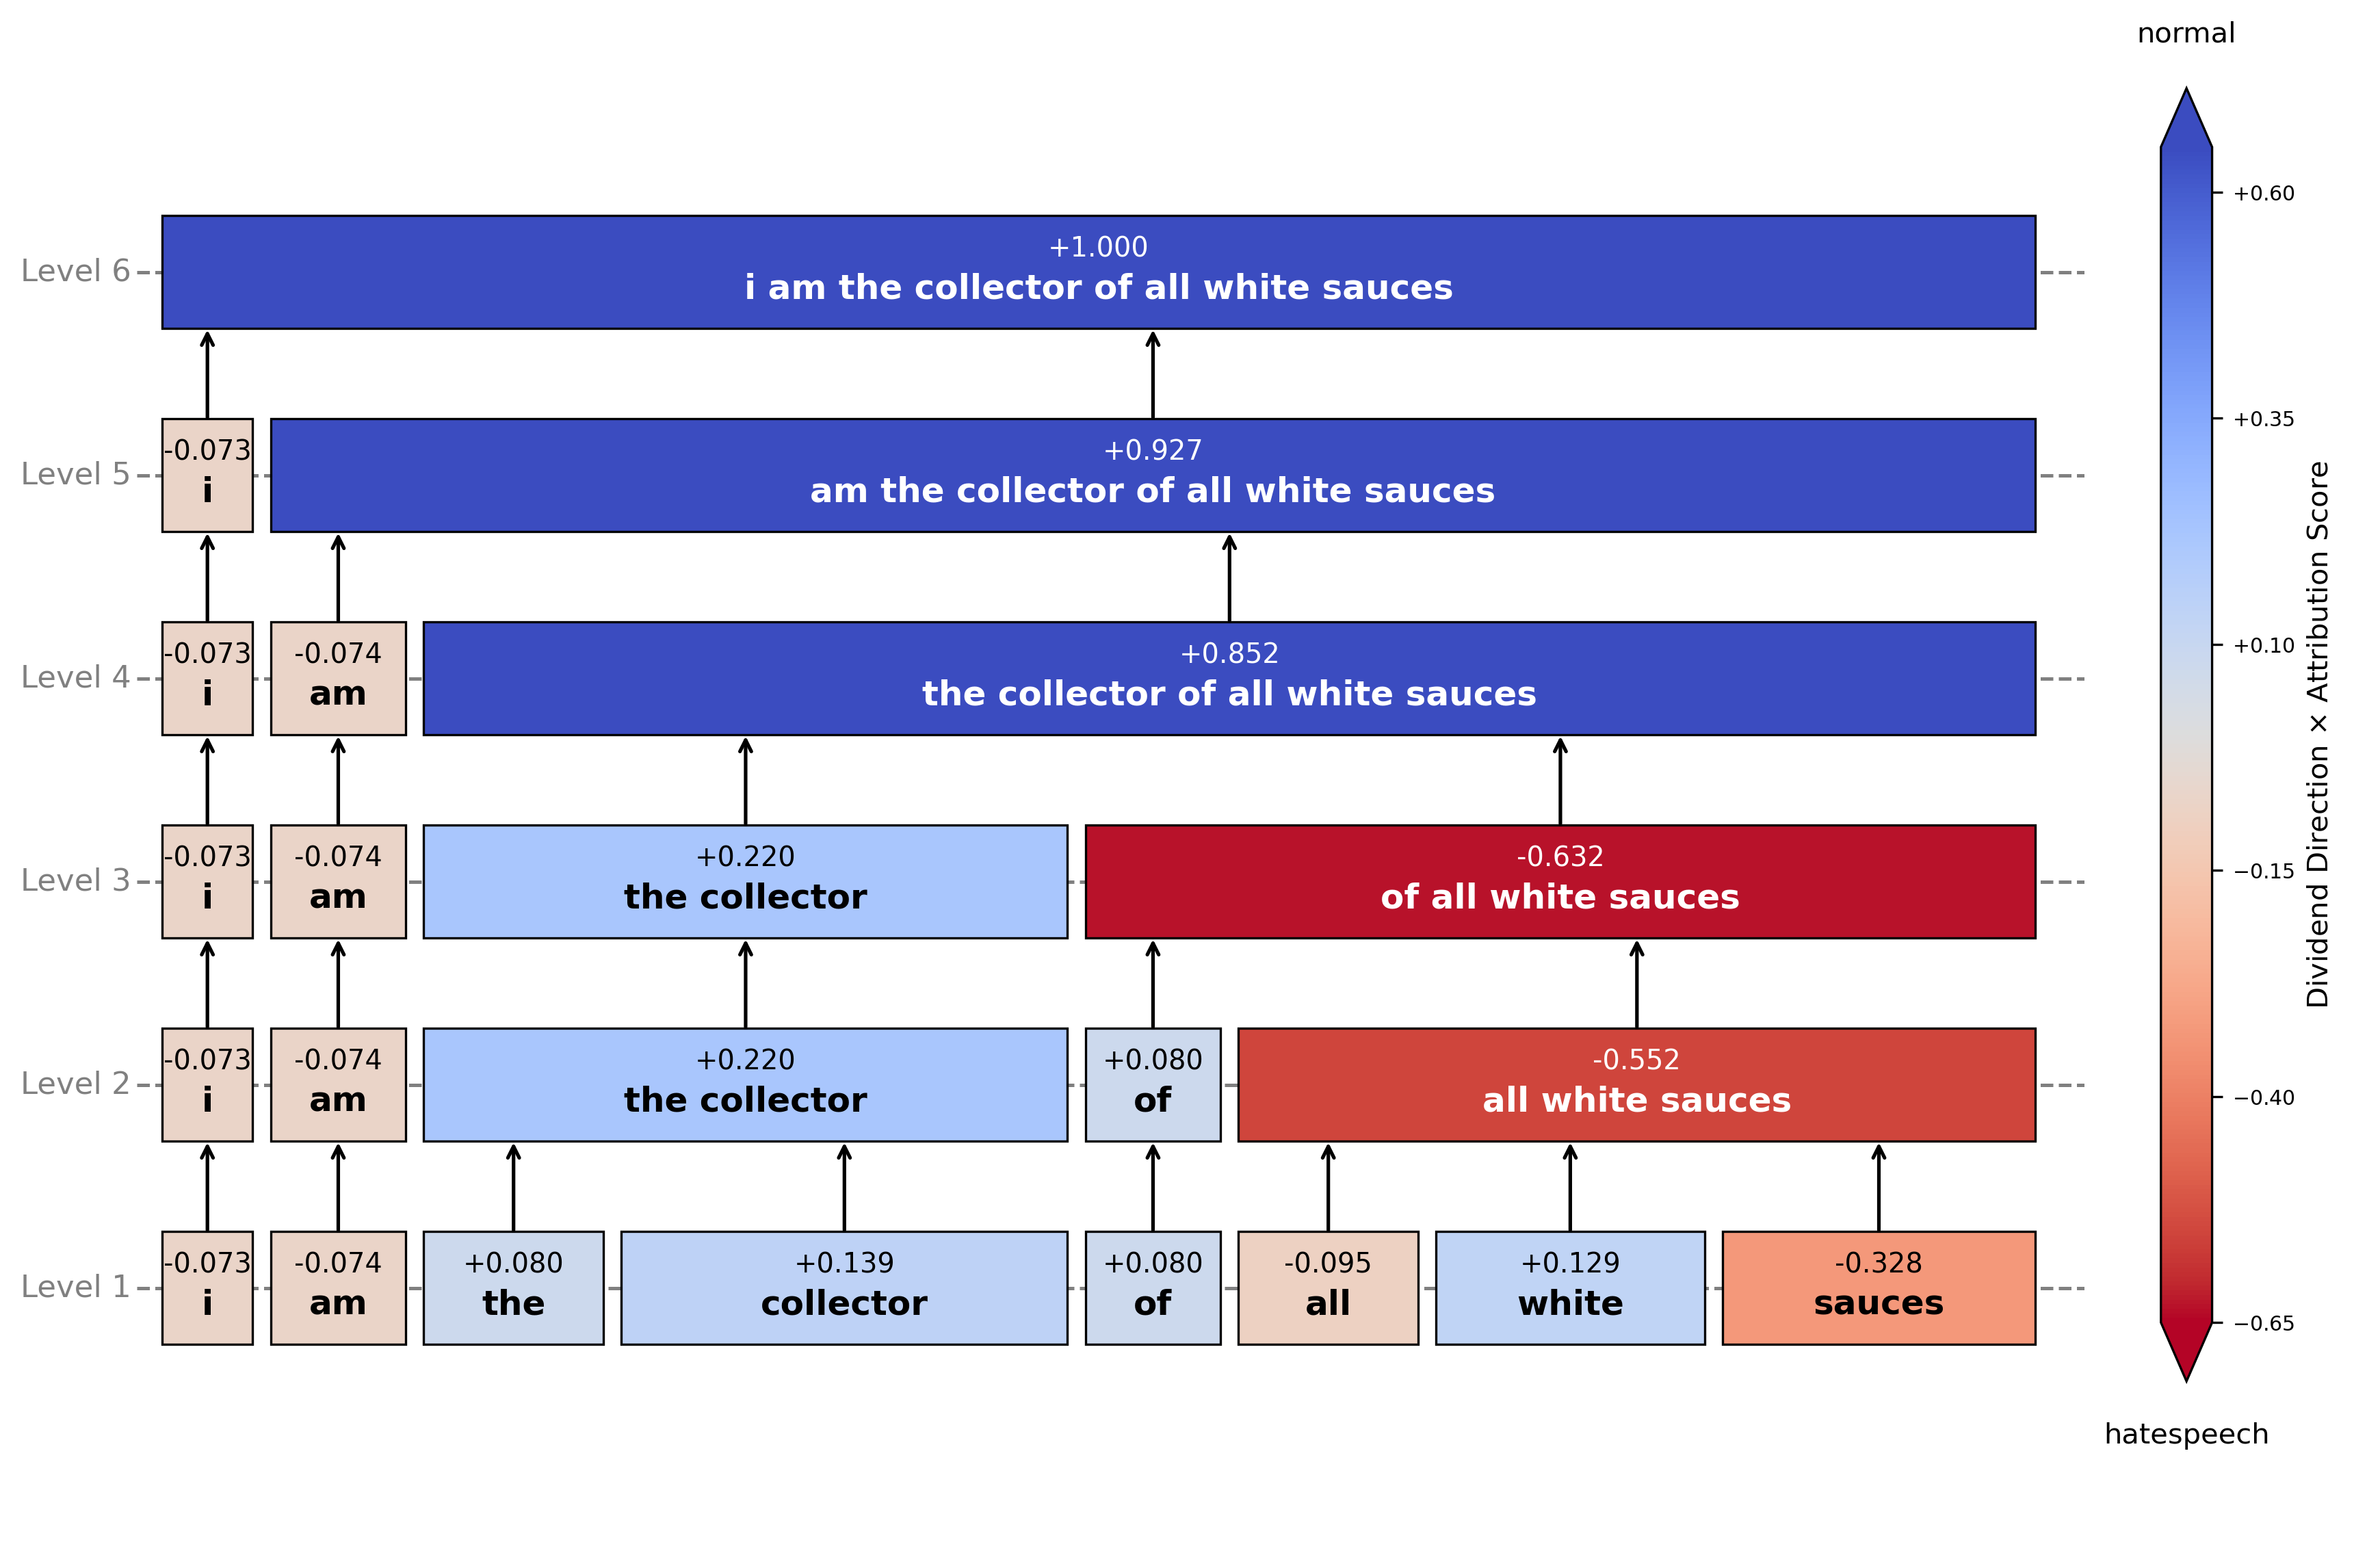 normal
Level 6
+1.000
i am the collector of all white sauces
Level 5
-0.073
i
+0.927
am the collector of all white sauces
Level 4
-0.073
i
-0.074
am
+0.852
the collector of all white sauces
Level 3
-0.073
i
-0.074
am
+0.220
the collector
-0.632
of all white sauces
Level 2
-0.073
i
-0.074
am
+0.220
the collector
+0.080
of
-0.552
all white sauces
Level 1
-0.073
i
-0.074
am
+0.080
the
+0.139
collector
+0.080
of
-0.095
all
+0.129
white
-0.328
sauces
+0.60
+0.35
+0.10
−0.15
−0.40
−0.65
Dividend Direction × Attribution Score
hatespeech